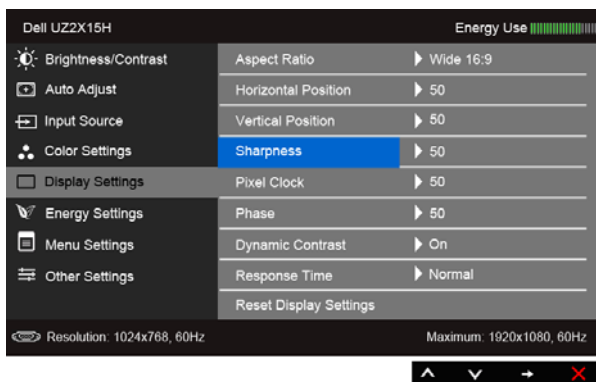 Dell UZ2X15H Energy Use
Brightness/Contrast Aspect Ratio Wide 16:9
Auto Adjust Horizontal Position 50
Input Source Vertical Position 50
Color Settings Sharpness 50
Display Settings Pixel Clock 50
Energy Settings Phase 50
Menu Settings Dynamic Contrast On
Other Settings Response Time Normal
Reset Display Settings
Resolution: 1024x768, 60Hz Maximum: 1920x1080, 60Hz